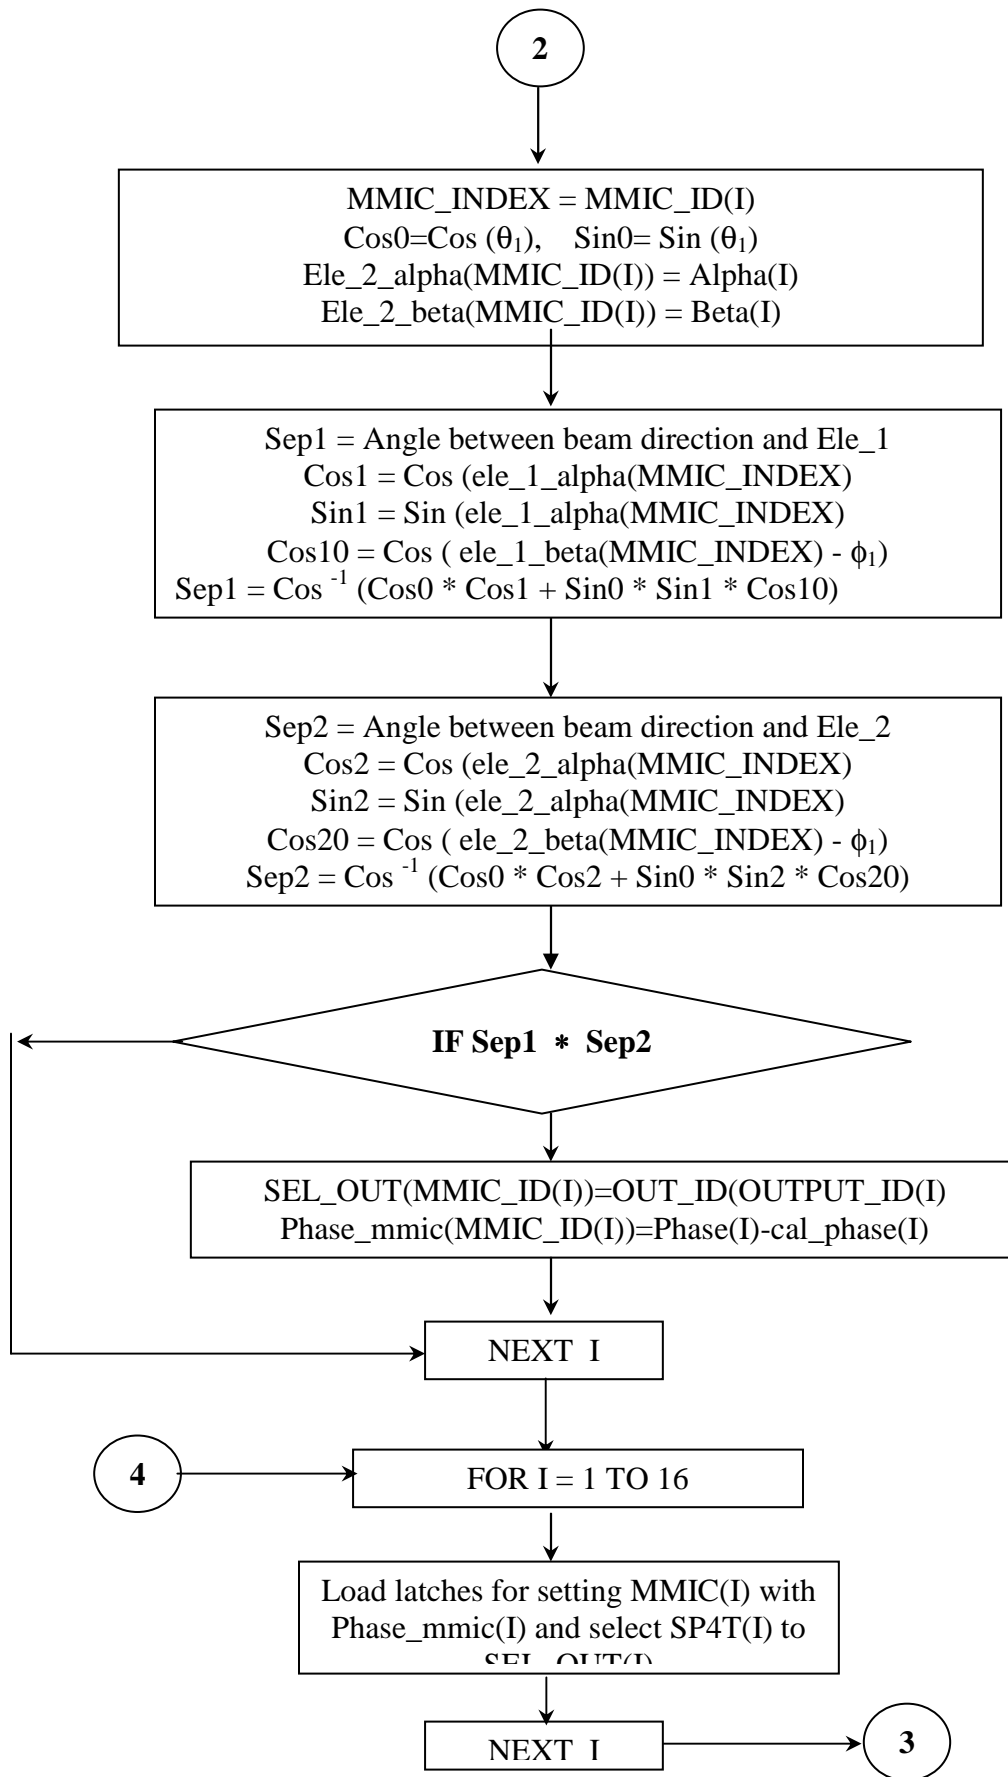 2
MMIC_INDEX = MMIC_ID(I)
Cos0=Cos (θ₁), Sin0= Sin (θ₁)
Ele_2_alpha(MMIC_ID(I)) = Alpha(I)
Ele_2_beta(MMIC_ID(I)) = Beta(I)
Sep1 = Angle between beam direction and Ele_1
Cos1 = Cos (ele_1_alpha(MMIC_INDEX)
Sin1 = Sin (ele_1_alpha(MMIC_INDEX)
Cos10 = Cos ( ele_1_beta(MMIC_INDEX) - ϕ₁)
Sep1 = Cos ⁻¹ (Cos0 * Cos1 + Sin0 * Sin1 * Cos10)
Sep2 = Angle between beam direction and Ele_2
Cos2 = Cos (ele_2_alpha(MMIC_INDEX)
Sin2 = Sin (ele_2_alpha(MMIC_INDEX)
Cos20 = Cos ( ele_2_beta(MMIC_INDEX) - ϕ₁)
Sep2 = Cos ⁻¹ (Cos0 * Cos2 + Sin0 * Sin2 * Cos20)
IF Sep1 * Sep2
SEL_OUT(MMIC_ID(I))=OUT_ID(OUTPUT_ID(I)
Phase_mmic(MMIC_ID(I))=Phase(I)-cal_phase(I)
NEXT I
4
FOR I = 1 TO 16
Load latches for setting MMIC(I) with
Phase_mmic(I) and select SP4T(I) to
SEL_OUT(I)
NEXT I
3